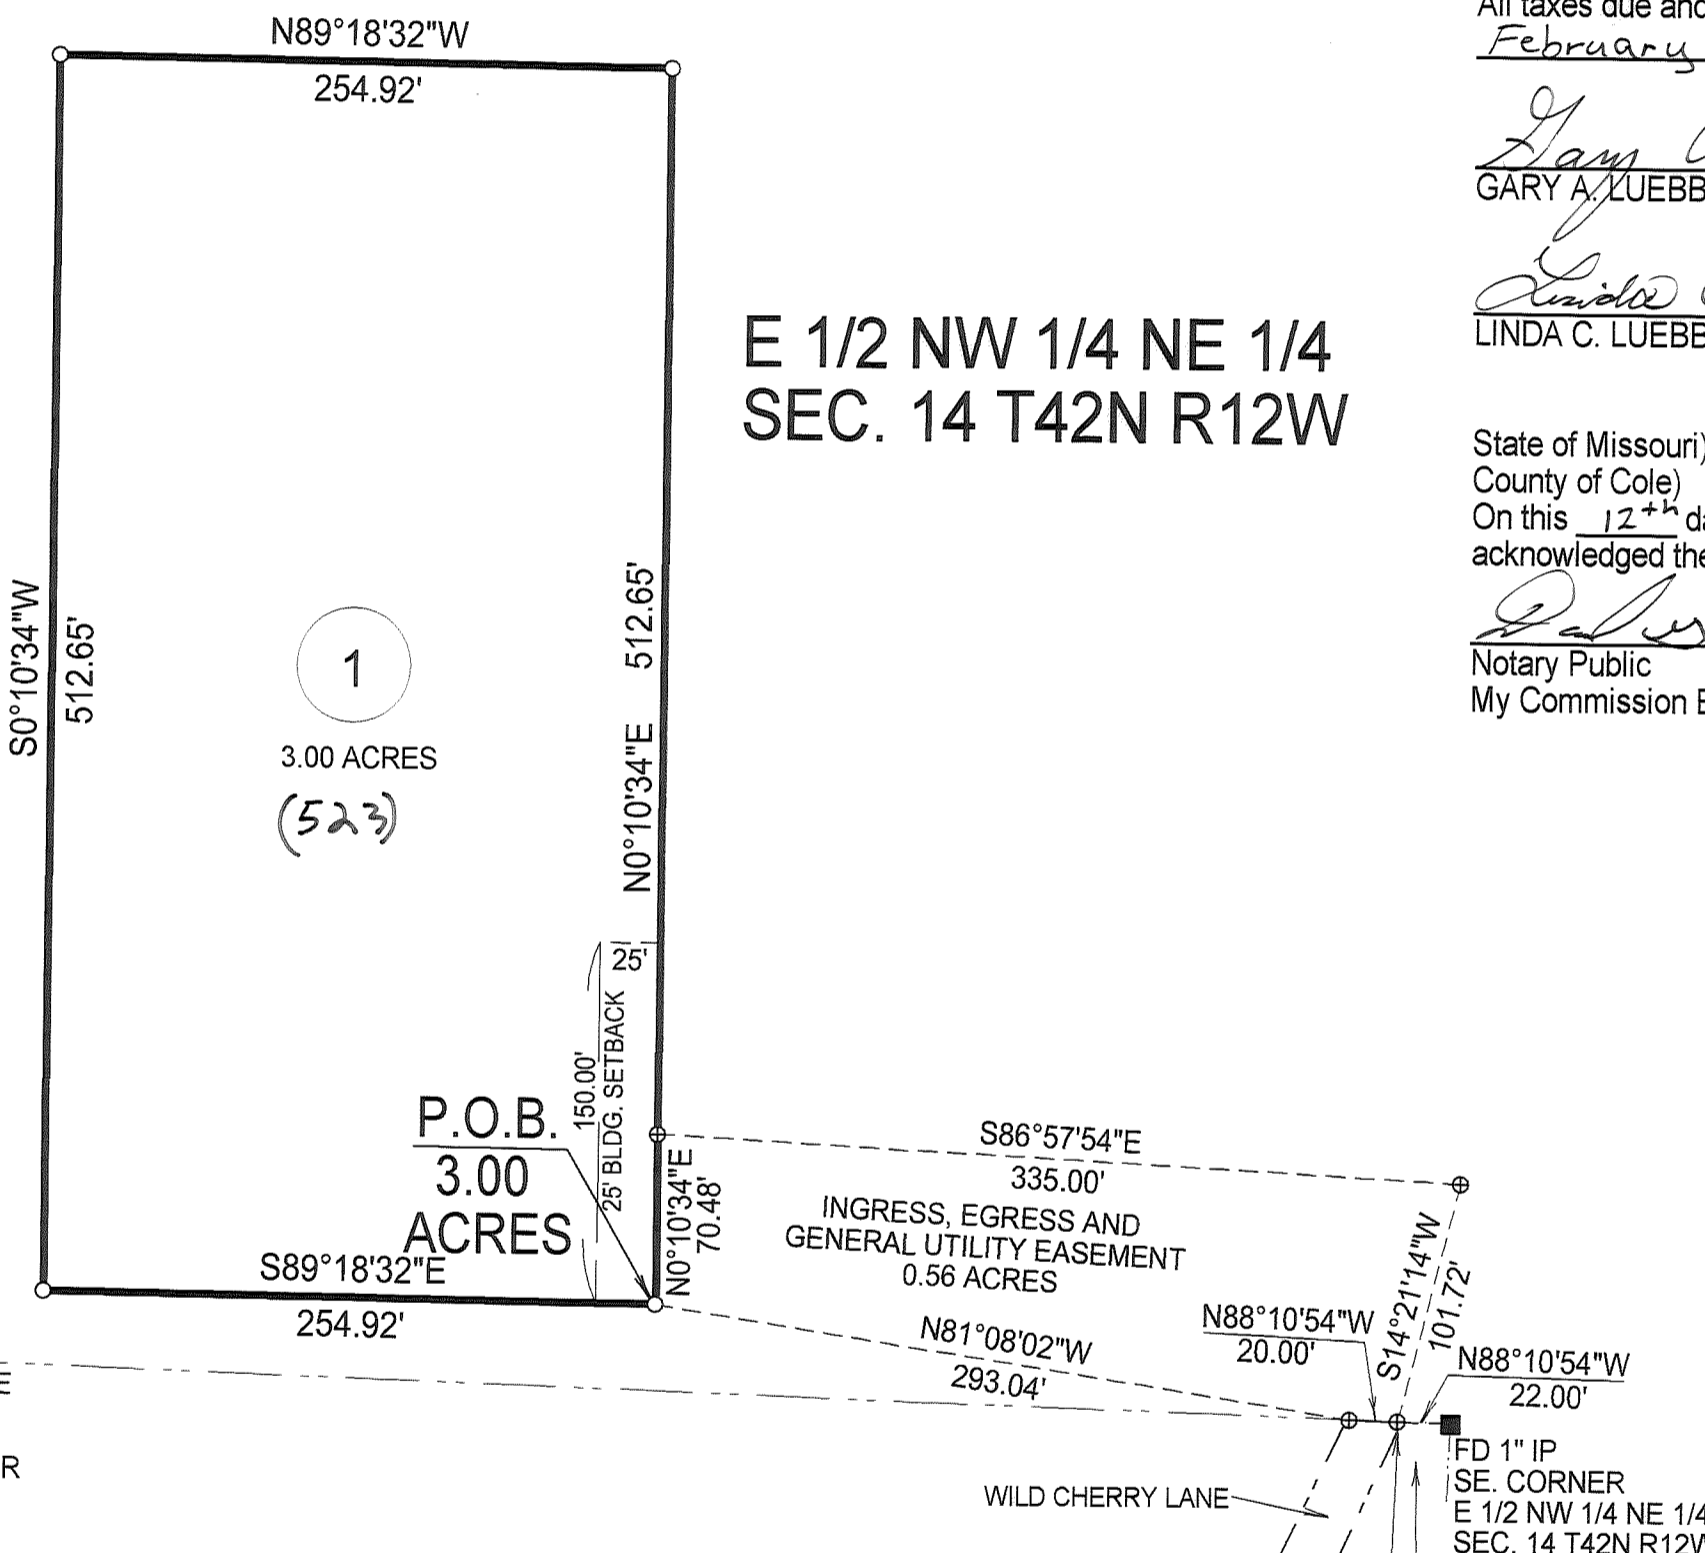 N89°18'32"W
254.92'
S0°10'34"W
512.65'
1
3.00 ACRES
(523)
N0°10'34"E 512.65'
E 1/2 NW 1/4 NE 1/4
SEC. 14 T42N R12W
25'
150.00'
25' BLDG. SETBACK
P.O.B.
3.00
ACRES
S89°18'32"E
254.92'
N0°10'34"E
70.48'
S86°57'54"E
335.00'
INGRESS, EGRESS AND
GENERAL UTILITY EASEMENT
0.56 ACRES
N81°08'02"W
293.04'
N88°10'54"W
20.00'
S14°21'14"W
101.72'
N88°10'54"W
22.00'
WILD CHERRY LANE
FD 1" IP
SE. CORNER
E 1/2 NW 1/4 NE 1/4
SEC. 14 T42N R12W
E
R
All taxes due and
February
Gary
GARY A. LUEBB
Linda
LINDA C. LUEBB
State of Missouri)
County of Cole)
On this 12th da
acknowledged the
Notary Public
My Commission E